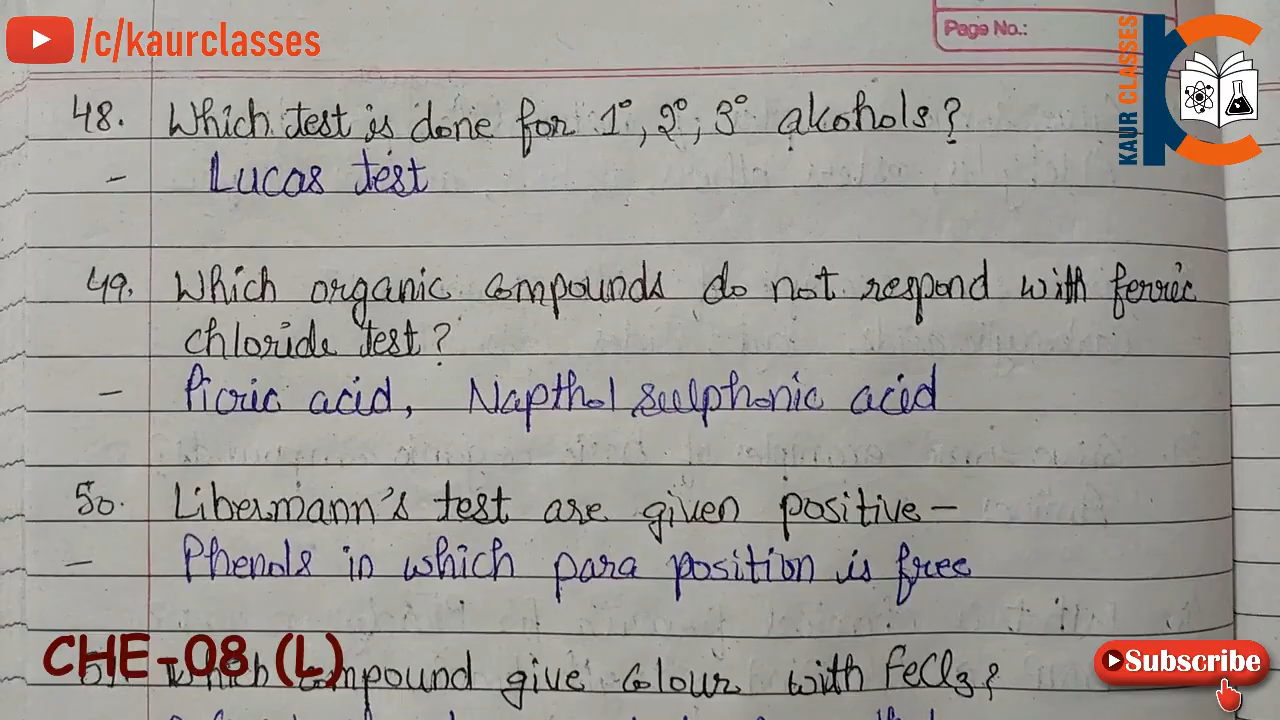 /c/kaurclasses
Page No.:
KAUR CLASSES
48. Which test is done for 1°, 2°, 3° alcohols?
- Lucas test
49. Which organic compounds do not respond with ferric
chloride test?
- Picric acid, Napthol sulphonic acid
50. Libermann's test are given positive -
- Phenols in which para position is free
CHE-08 (L)
Which compound give colour with FeCl3?
Subscribe